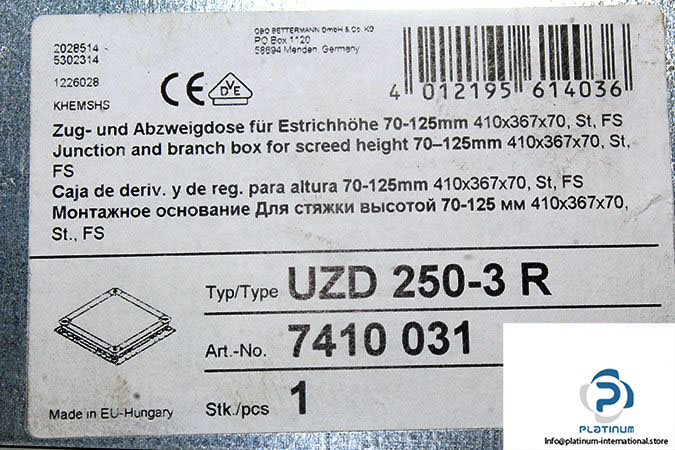 2028514
5302314
1226028
KHEMSHS
OBO BETTERMANN GmbH & Co. KG
PO Box 1120
58694 Menden, Germany
CE
DVE
4 012195 614036
Zug- und Abzweigdose für Estrichhöhe 70-125mm 410x367x70, St, FS
Junction and branch box for screed height 70–125mm 410x367x70, St,
FS
Caja de deriv. y de reg. para altura 70-125mm 410x367x70, St, FS
Монтажное основание Для стяжки высотой 70-125 мм 410x367x70,
St., FS
Typ/Type UZD 250-3 R
Art.-No. 7410 031
Stk./pcs 1
Made in EU-Hungary
PLATINUM
Info@platinum-international.store